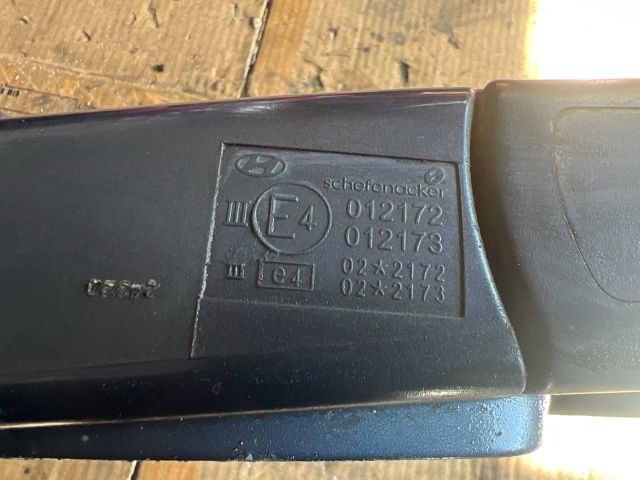 schefenacker
III E4 012172
012173
III e4 02★2172
02★2173